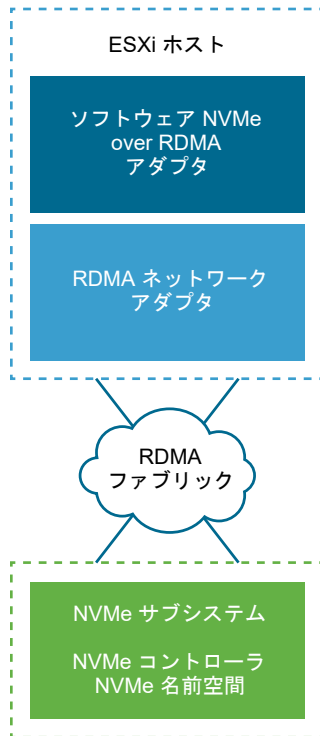 ESXi ホスト
ソフトウェア NVMe
over RDMA
アダプタ
RDMA ネットワーク
アダプタ
RDMA
ファブリック
NVMe サブシステム
NVMe コントローラ
NVMe 名前空間